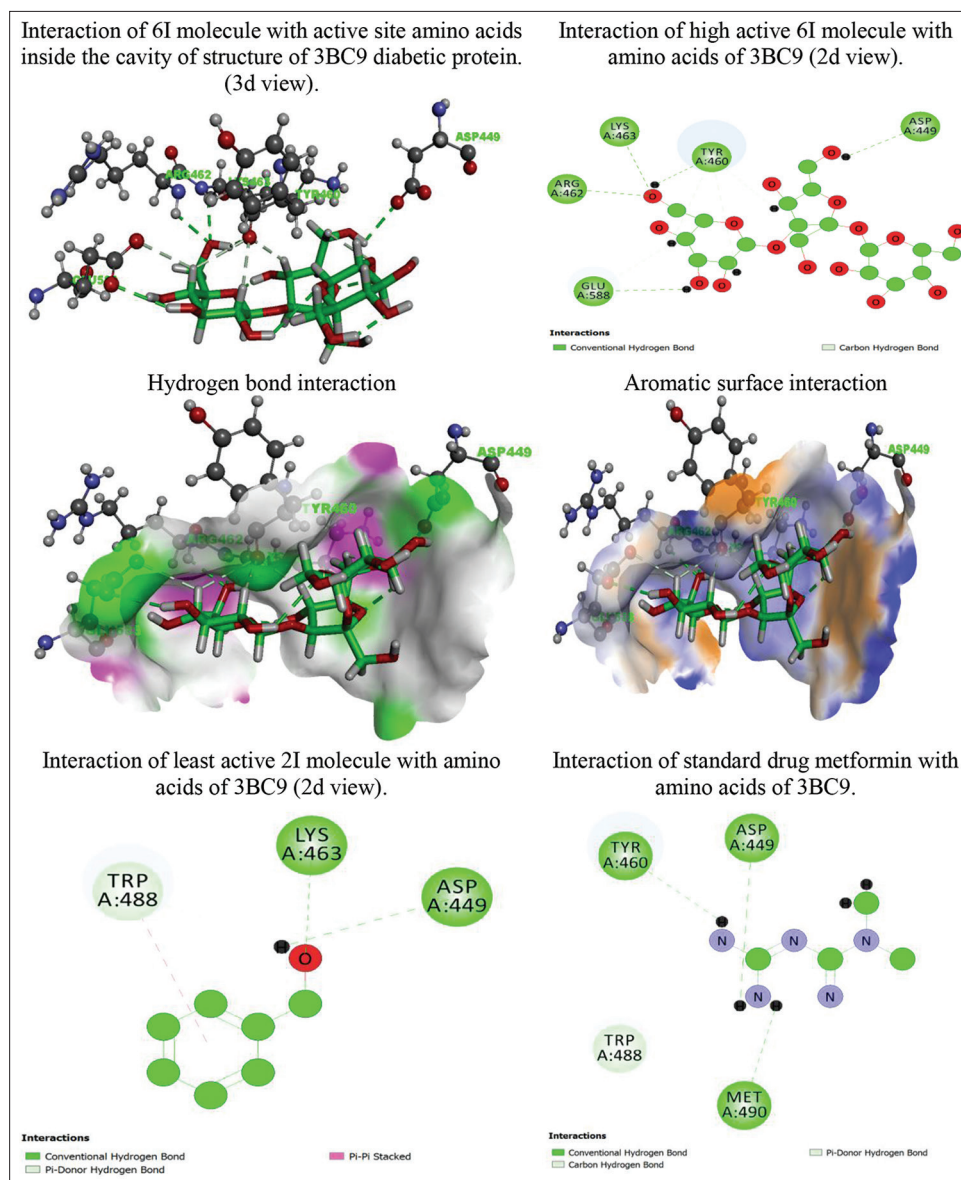 Interaction of 6I molecule with active site amino acids
inside the cavity of structure of 3BC9 diabetic protein.
(3d view).
ARG462
TYR460
ASP449
Interaction of high active 6I molecule with
amino acids of 3BC9 (2d view).
LYS
A:463
TYR
A:460
ASP
A:449
ARG
A:462
GLU
A:588
H
O
H
O
O
O
O
O
H
O
H
O
H
O
O
O
O
O
O
O
O
O
Interactions
Conventional Hydrogen Bond
Carbon Hydrogen Bond
Hydrogen bond interaction
ASP449
TYR460
ARG462
Aromatic surface interaction
ASP449
TYR460
ARG462
Interaction of least active 2I molecule with amino
acids of 3BC9 (2d view).
LYS
A:463
TRP
A:488
ASP
A:449
H
O
Interactions
Conventional Hydrogen Bond
Pi-Donor Hydrogen Bond
Pi-Pi Stacked
Interaction of standard drug metformin with
amino acids of 3BC9.
ASP
A:449
TYR
A:460
H
H
H
N
N
N
N
N
H
H
TRP
A:488
MET
A:490
Interactions
Conventional Hydrogen Bond
Carbon Hydrogen Bond
Pi-Donor Hydrogen Bond